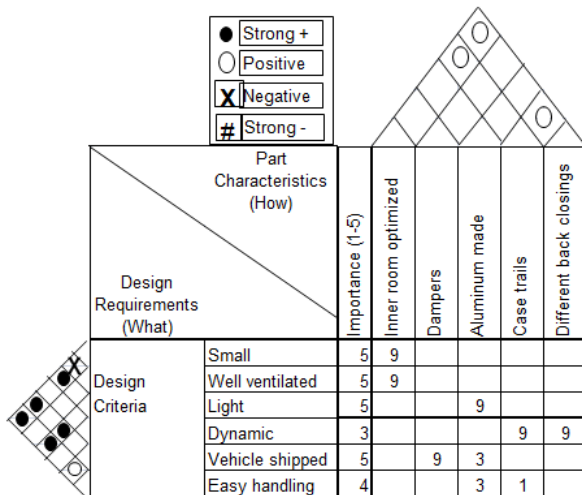 Strong +
Positive
X Negative
# Strong -
Part
Characteristics
(How)
Design
Requirements
(What)
Importance (1-5)
Inner room optimized
Dampers
Aluminum made
Case trails
Different back closings
X
Design
Criteria
Small 5 9
Well ventilated 5 9
Light 5 9
Dynamic 3 9 9
Vehicle shipped 5 9 3
Easy handling 4 3 1